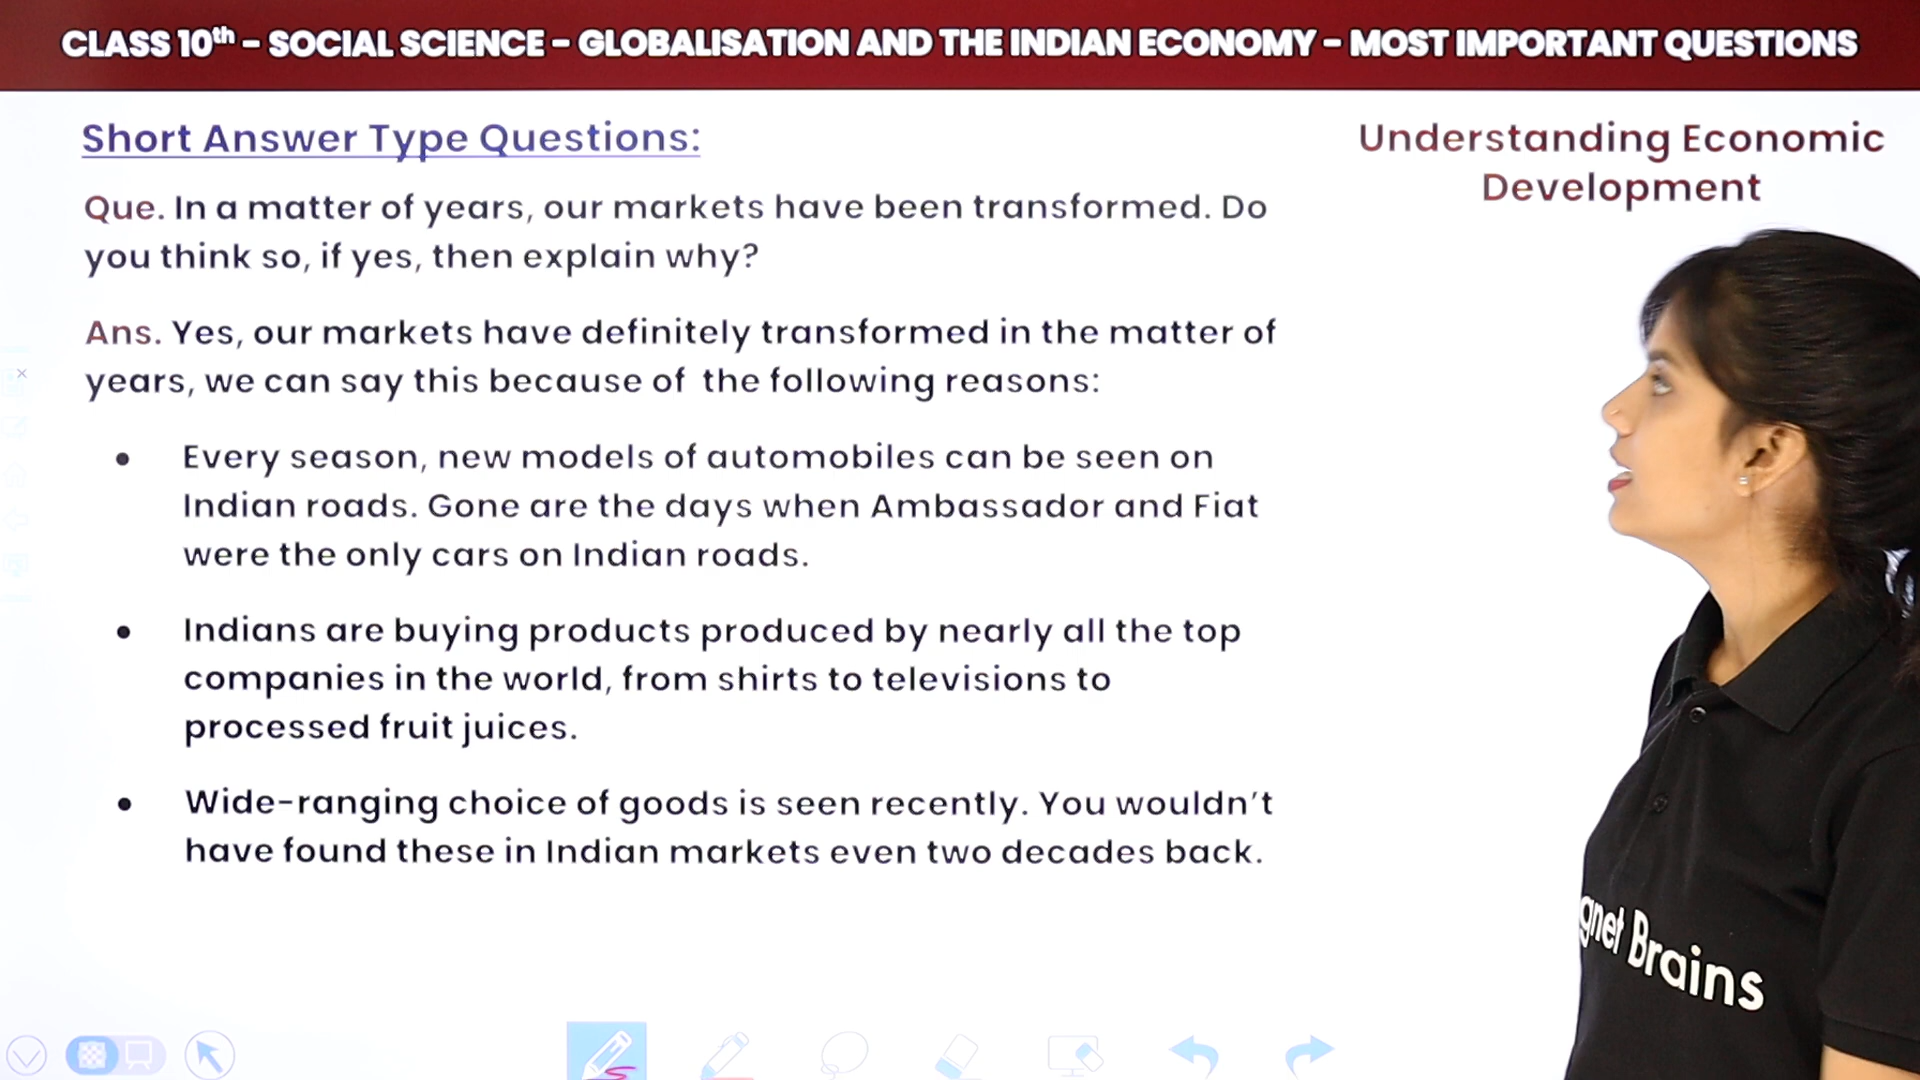 CLASS 10th – SOCIAL SCIENCE – GLOBALISATION AND THE INDIAN ECONOMY – MOST IMPORTANT QUESTIONS
Short Answer Type Questions:
Understanding Economic
Development
Que. In a matter of years, our markets have been transformed. Do
you think so, if yes, then explain why?
Ans. Yes, our markets have definitely transformed in the matter of
years, we can say this because of the following reasons:
• Every season, new models of automobiles can be seen on
Indian roads. Gone are the days when Ambassador and Fiat
were the only cars on Indian roads.
• Indians are buying products produced by nearly all the top
companies in the world, from shirts to televisions to
processed fruit juices.
• Wide-ranging choice of goods is seen recently. You wouldn't
have found these in Indian markets even two decades back.
gnet Brains